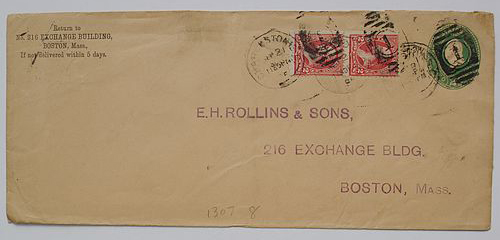 Return to
No. 216 EXCHANGE BUILDING,
BOSTON, Mass,
If not delivered within 5 days.
E.H. ROLLINS & SONS,
216 EXCHANGE BLDG,
BOSTON, MASS.
1307 8